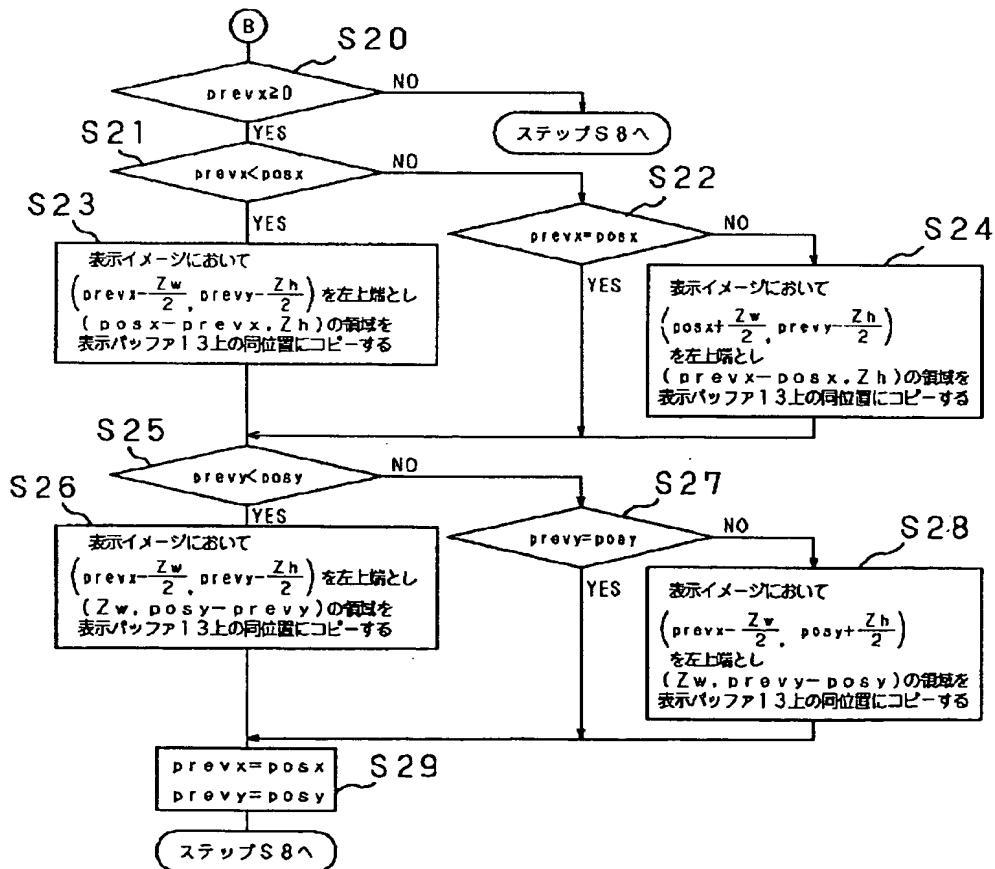 B
S20
prevx≥0
NO
YES
ステップS8へ
S21
prevx<posx
NO
YES
S22
prevx=posx
NO
YES
S23
表示イメージにおいて
(prevx-Zw/2, prevy-Zh/2)を左上端とし
(posx-prevx, Zh)の領域を
表示バッファ13上の同位置にコピーする
S24
表示イメージにおいて
(posx+Zw/2, prevy-Zh/2)
を左上端とし
(prevx-posx, Zh)の領域を
表示バッファ13上の同位置にコピーする
S25
prevy<posy
NO
YES
S26
表示イメージにおいて
(prevx-Zw/2, prevy-Zh/2)を左上端とし
(Zw, posy-prevy)の領域を
表示バッファ13上の同位置にコピーする
S27
prevy=posy
NO
YES
S28
表示イメージにおいて
(prevx-Zw/2, posy+Zh/2)
を左上端とし
(Zw, prevy-posy)の領域を
表示バッファ13上の同位置にコピーする
prevx=posx
prevy=posy
S29
ステップS8へ